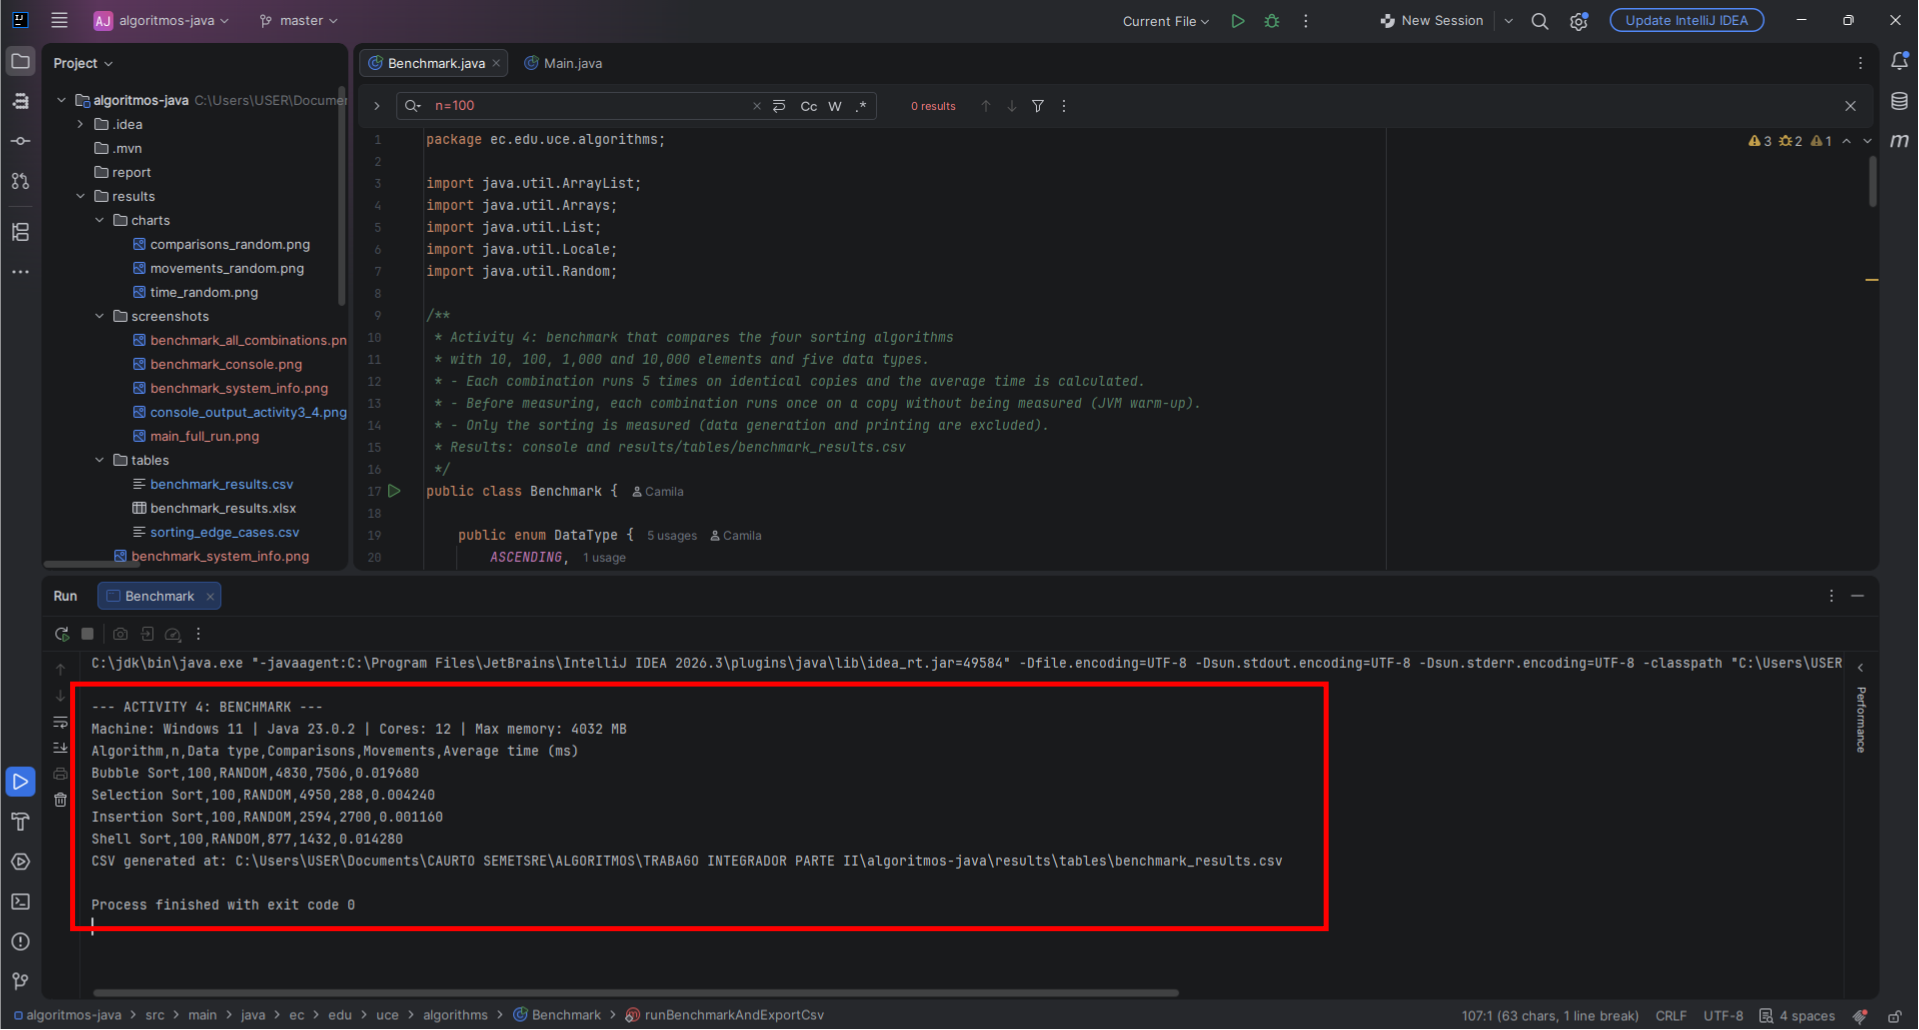 AJ algoritmos-java master Current File New Session Update IntelliJ IDEA
Project
algoritmos-java C:\Users\USER\Documen
.idea
.mvn
report
results
charts
comparisons_random.png
movements_random.png
time_random.png
screenshots
benchmark_all_combinations.pn
benchmark_console.png
benchmark_system_info.png
console_output_activity3_4.png
main_full_run.png
tables
benchmark_results.csv
benchmark_results.xlsx
sorting_edge_cases.csv
benchmark_system_info.png
Benchmark.java Main.java
n=100 Cc W .* 0 results
3 2 1
1 package ec.edu.uce.algorithms;
2
3 import java.util.ArrayList;
4 import java.util.Arrays;
5 import java.util.List;
6 import java.util.Locale;
7 import java.util.Random;
8
9 /**
10 * Activity 4: benchmark that compares the four sorting algorithms
11 * with 10, 100, 1,000 and 10,000 elements and five data types.
12 * - Each combination runs 5 times on identical copies and the average time is calculated.
13 * - Before measuring, each combination runs once on a copy without being measured (JVM warm-up).
14 * - Only the sorting is measured (data generation and printing are excluded).
15 * Results: console and results/tables/benchmark_results.csv
16 */
17 public class Benchmark { Camila
18
19 public enum DataType { 5 usages Camila
20 ASCENDING, 1 usage
m
Run Benchmark
C:\jdk\bin\java.exe "-javaagent:C:\Program Files\JetBrains\IntelliJ IDEA 2026.3\plugins\java\lib\idea_rt.jar=49584" -Dfile.encoding=UTF-8 -Dsun.stdout.encoding=UTF-8 -Dsun.stderr.encoding=UTF-8 -classpath "C:\Users\USER
--- ACTIVITY 4: BENCHMARK ---
Machine: Windows 11 | Java 23.0.2 | Cores: 12 | Max memory: 4032 MB
Algorithm,n,Data type,Comparisons,Movements,Average time (ms)
Bubble Sort,100,RANDOM,4830,7506,0.019680
Selection Sort,100,RANDOM,4950,288,0.004240
Insertion Sort,100,RANDOM,2594,2700,0.001160
Shell Sort,100,RANDOM,877,1432,0.014280
CSV generated at: C:\Users\USER\Documents\CAURTO SEMETSRE\ALGORITMOS\TRABAGO INTEGRADOR PARTE II\algoritmos-java\results\tables\benchmark_results.csv
Process finished with exit code 0
Performance
algoritmos-java > src > main > java > ec > edu > uce > algorithms > Benchmark > runBenchmarkAndExportCsv 107:1 (63 chars, 1 line break) CRLF UTF-8 4 spaces